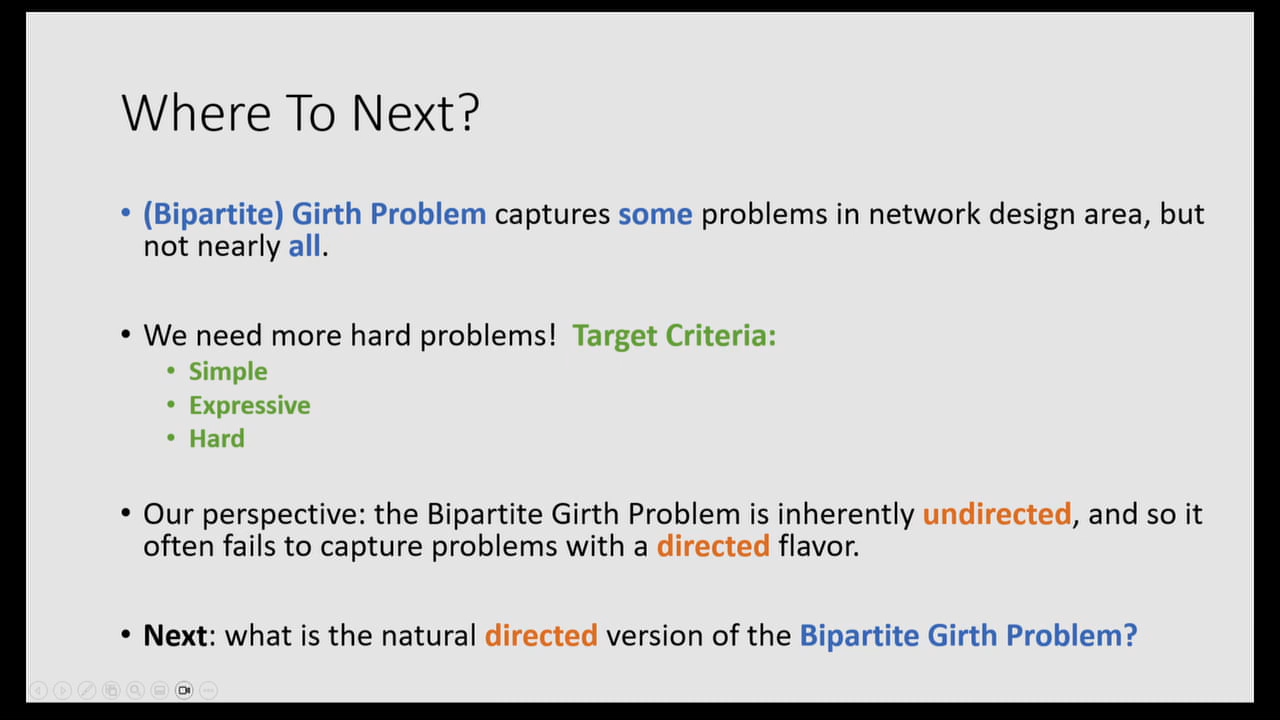 Where To Next?
• (Bipartite) Girth Problem captures some problems in network design area, but
not nearly all.
• We need more hard problems!  Target Criteria:
• Simple
• Expressive
• Hard
• Our perspective: the Bipartite Girth Problem is inherently undirected, and so it
often fails to capture problems with a directed flavor.
• Next: what is the natural directed version of the Bipartite Girth Problem?